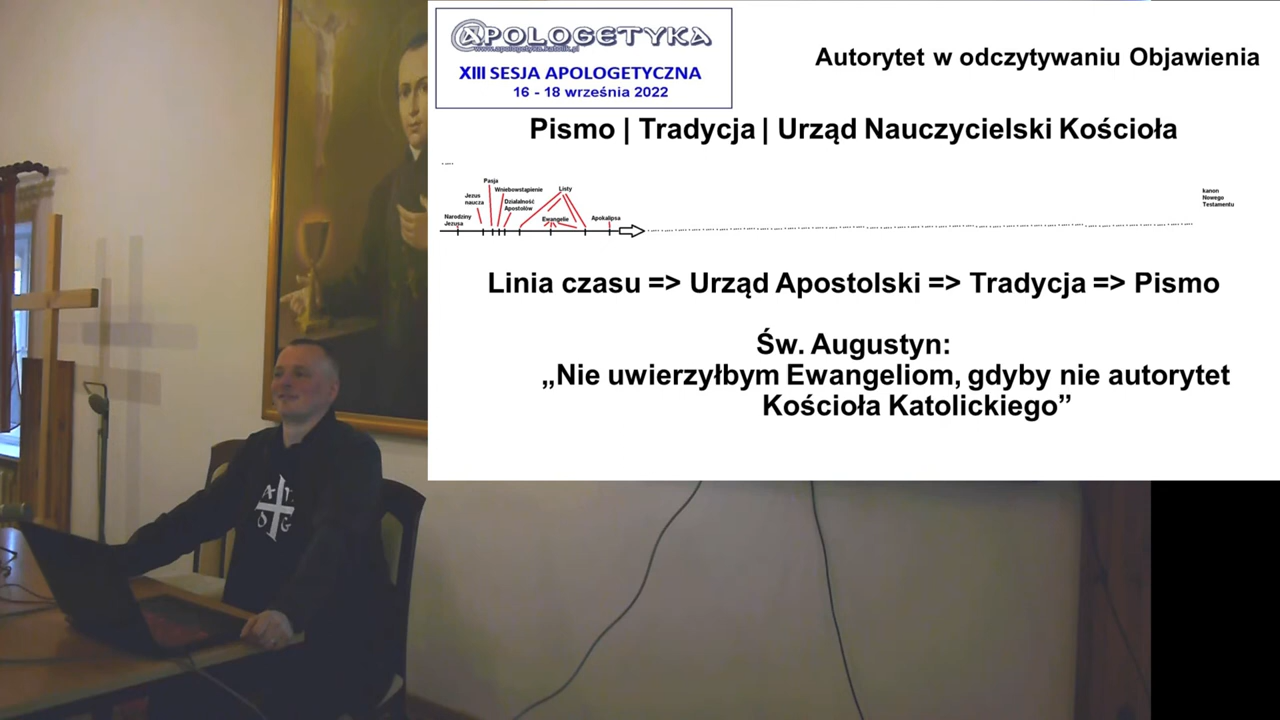 @POLOGETYKA
www.apologetyka.katolik.pl
XIII SESJA APOLOGETYCZNA
16 - 18 września 2022
Autorytet w odczytywaniu Objawienia
Pismo | Tradycja | Urząd Nauczycielski Kościoła
Narodziny
Jezusa
Jezus
naucza
Pasja
Wniebowstąpienie
Działalność
Apostołów
Listy
Ewangelie
Apokalipsa
kanon
Nowego
Testamentu
Linia czasu => Urząd Apostolski => Tradycja => Pismo
Św. Augustyn:
„Nie uwierzyłbym Ewangeliom, gdyby nie autorytet
Kościoła Katolickiego”
A T
O G